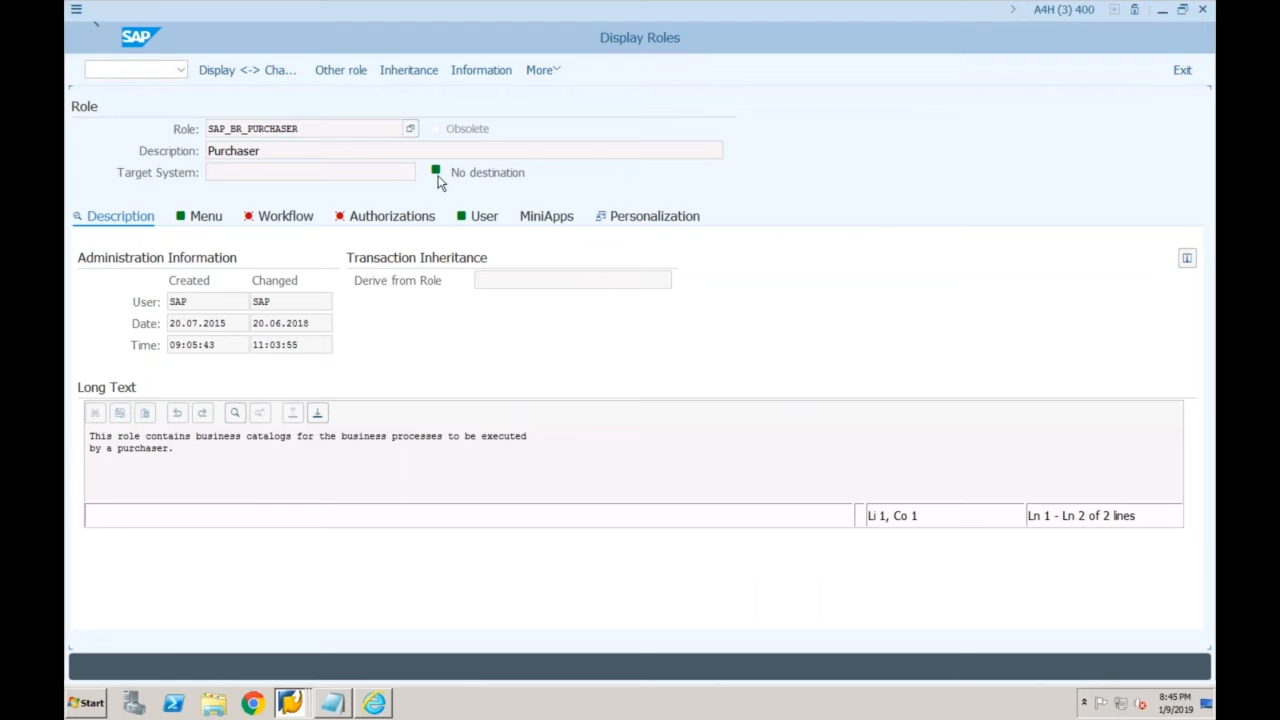 A4H (3) 400
SAP
Display Roles
Display <-> Cha... Other role Inheritance Information More Exit
Role
Role: SAP_BR_PURCHASER Obsolete
Description: Purchaser
Target System: No destination
Description Menu Workflow Authorizations User MiniApps Personalization
Administration Information Transaction Inheritance
Created Changed Derive from Role
User: SAP SAP
Date: 20.07.2015 20.06.2018
Time: 09:05:43 11:03:55
Long Text
This role contains business catalogs for the business processes to be executed
by a purchaser.
Li 1, Co 1 Ln 1 - Ln 2 of 2 lines
Start 8:45 PM
1/9/2019